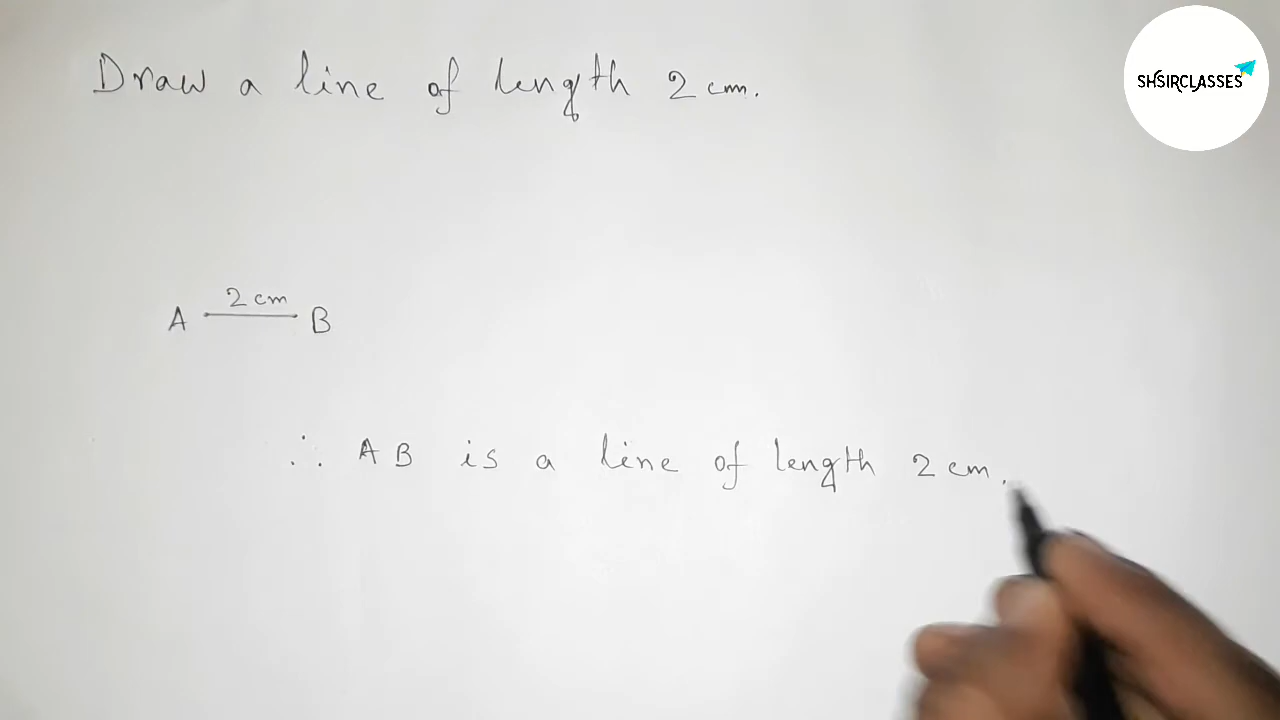 Draw a line of length 2 cm.
SHSIRCLASSES
2 cm
A B
∴ AB is a line of length 2 cm.